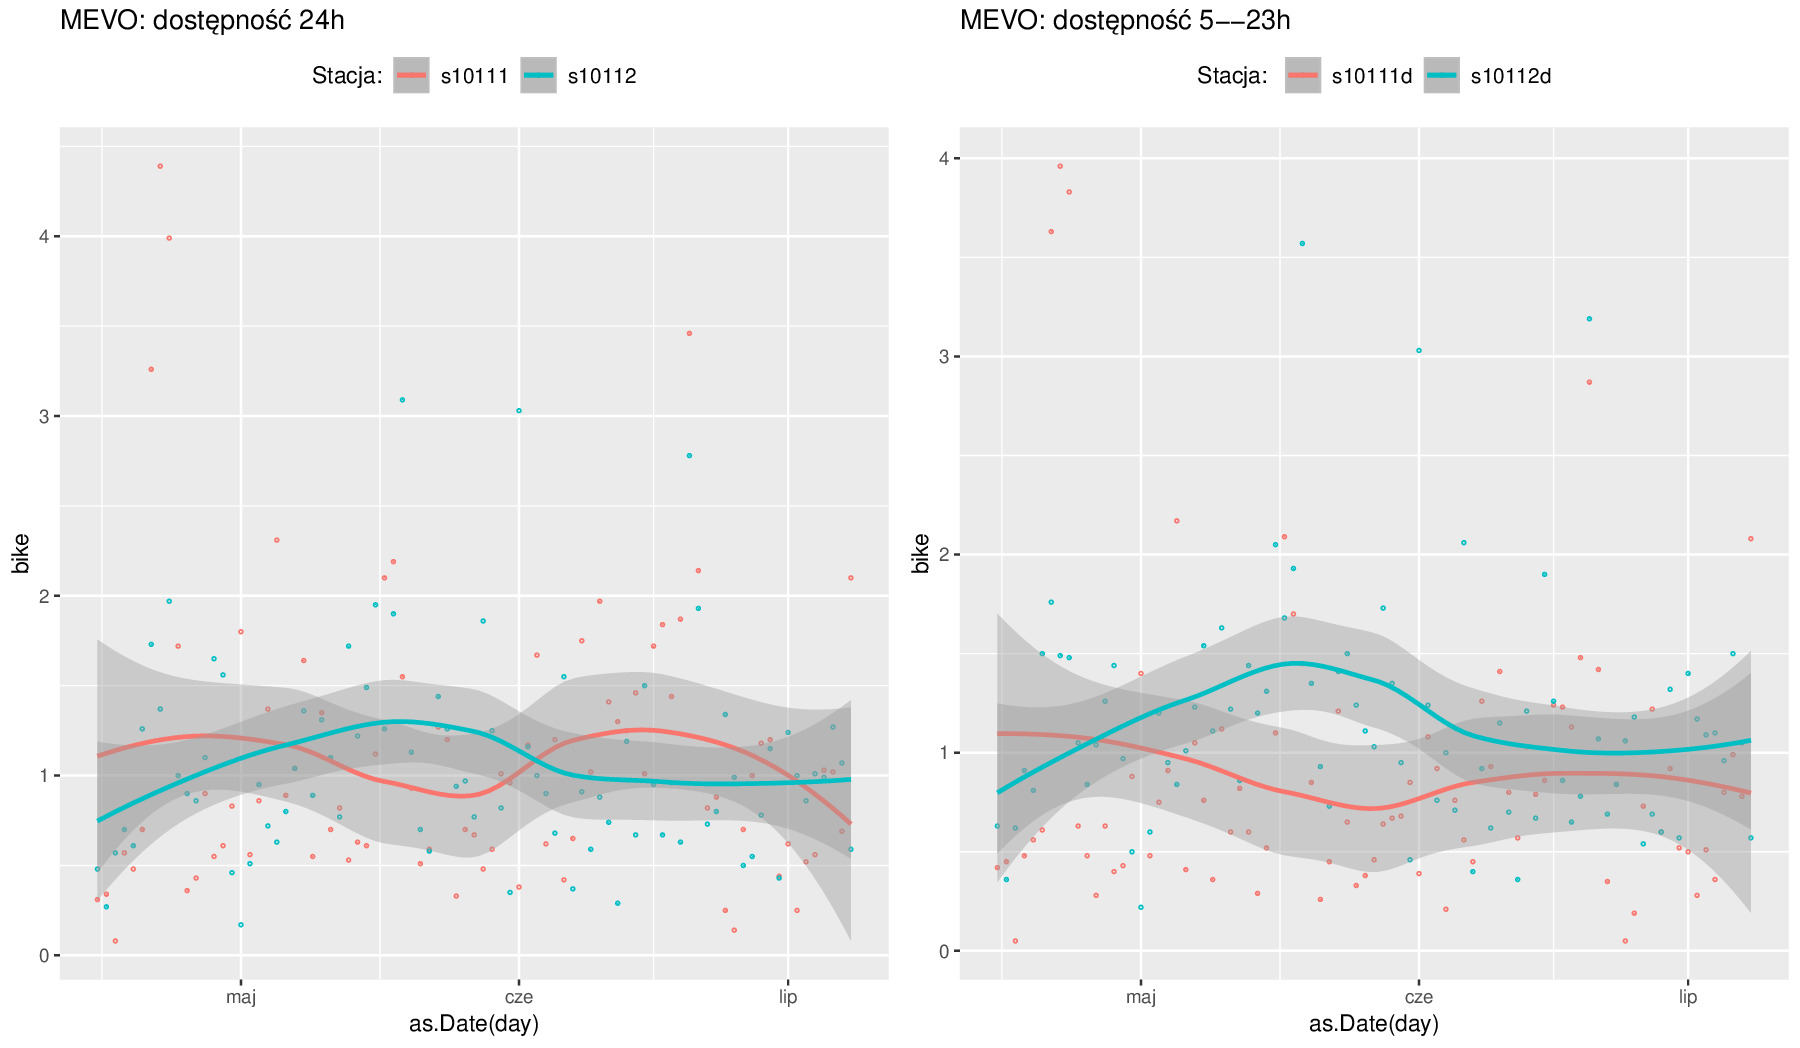 MEVO: dostępność 24h
Stacja: s10111 s10112
bike
4
3
2
1
0
maj cze lip
as.Date(day)
MEVO: dostępność 5−−23h
Stacja: s10111d s10112d
bike
4
3
2
1
0
maj cze lip
as.Date(day)